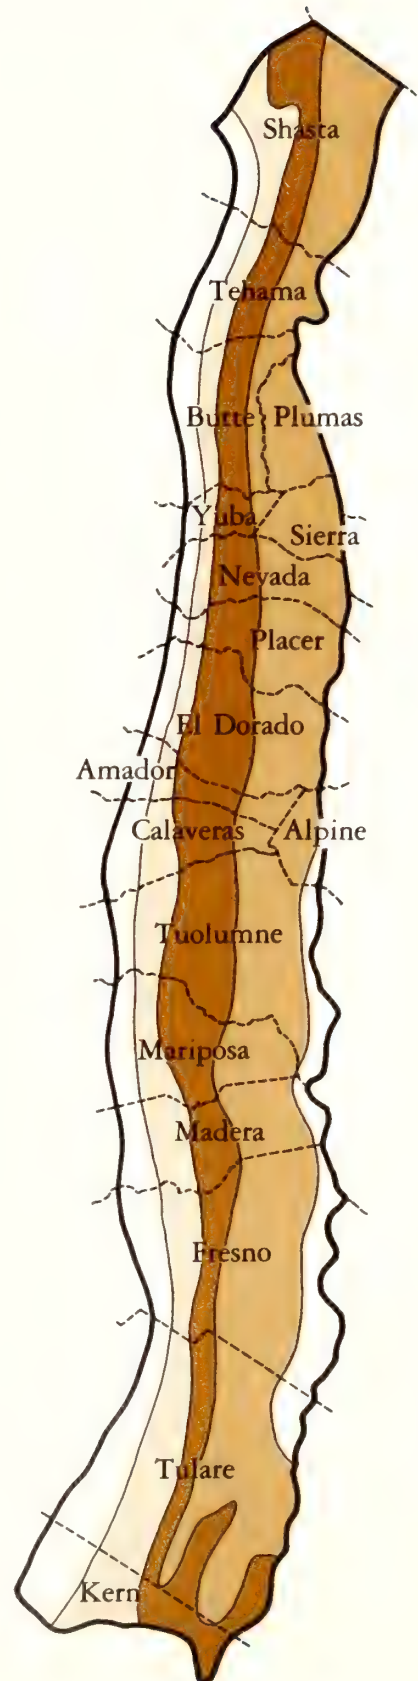 Shasta
Tehama
Butte Plumas
Yuba
Sierra
Nevada
Placer
El Dorado
Amador
Calaveras Alpine
Tuolumne
Mariposa
Madera
Fresno
Tulare
Kern